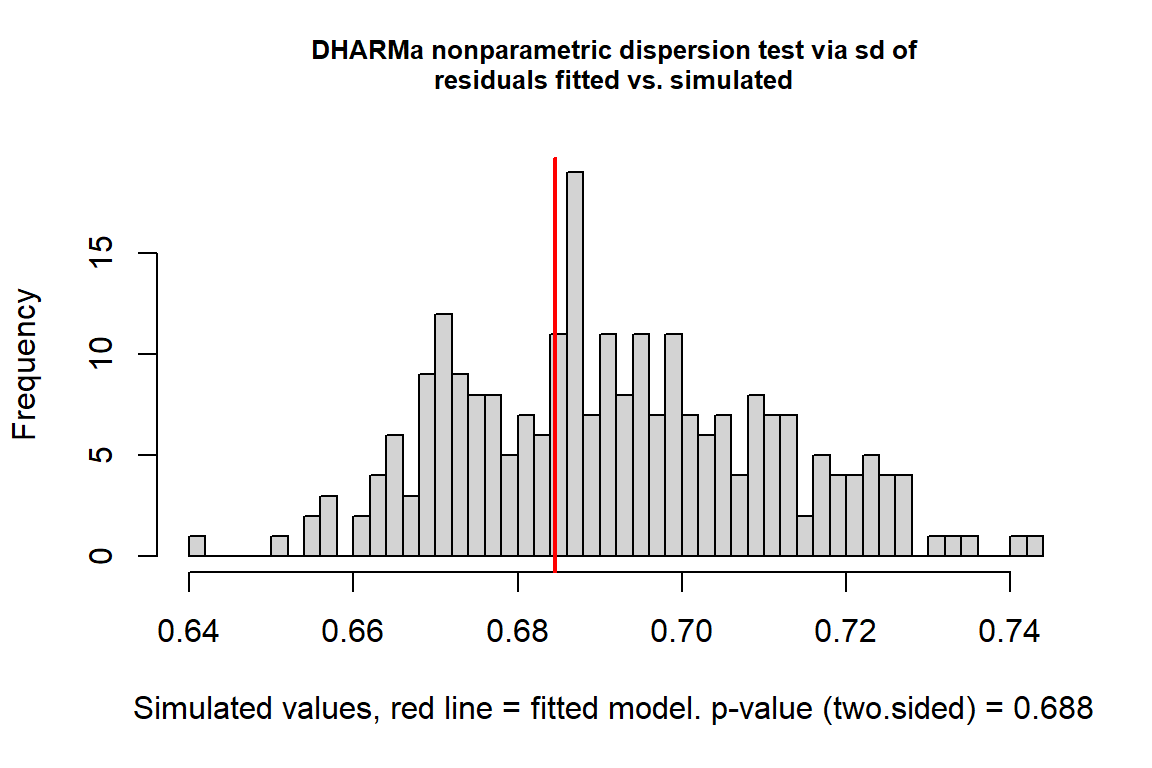 DHARMa nonparametric dispersion test via sd of
residuals fitted vs. simulated
Frequency
15
10
5
0
0.64 0.66 0.68 0.70 0.72 0.74
Simulated values, red line = fitted model. p-value (two.sided) = 0.688